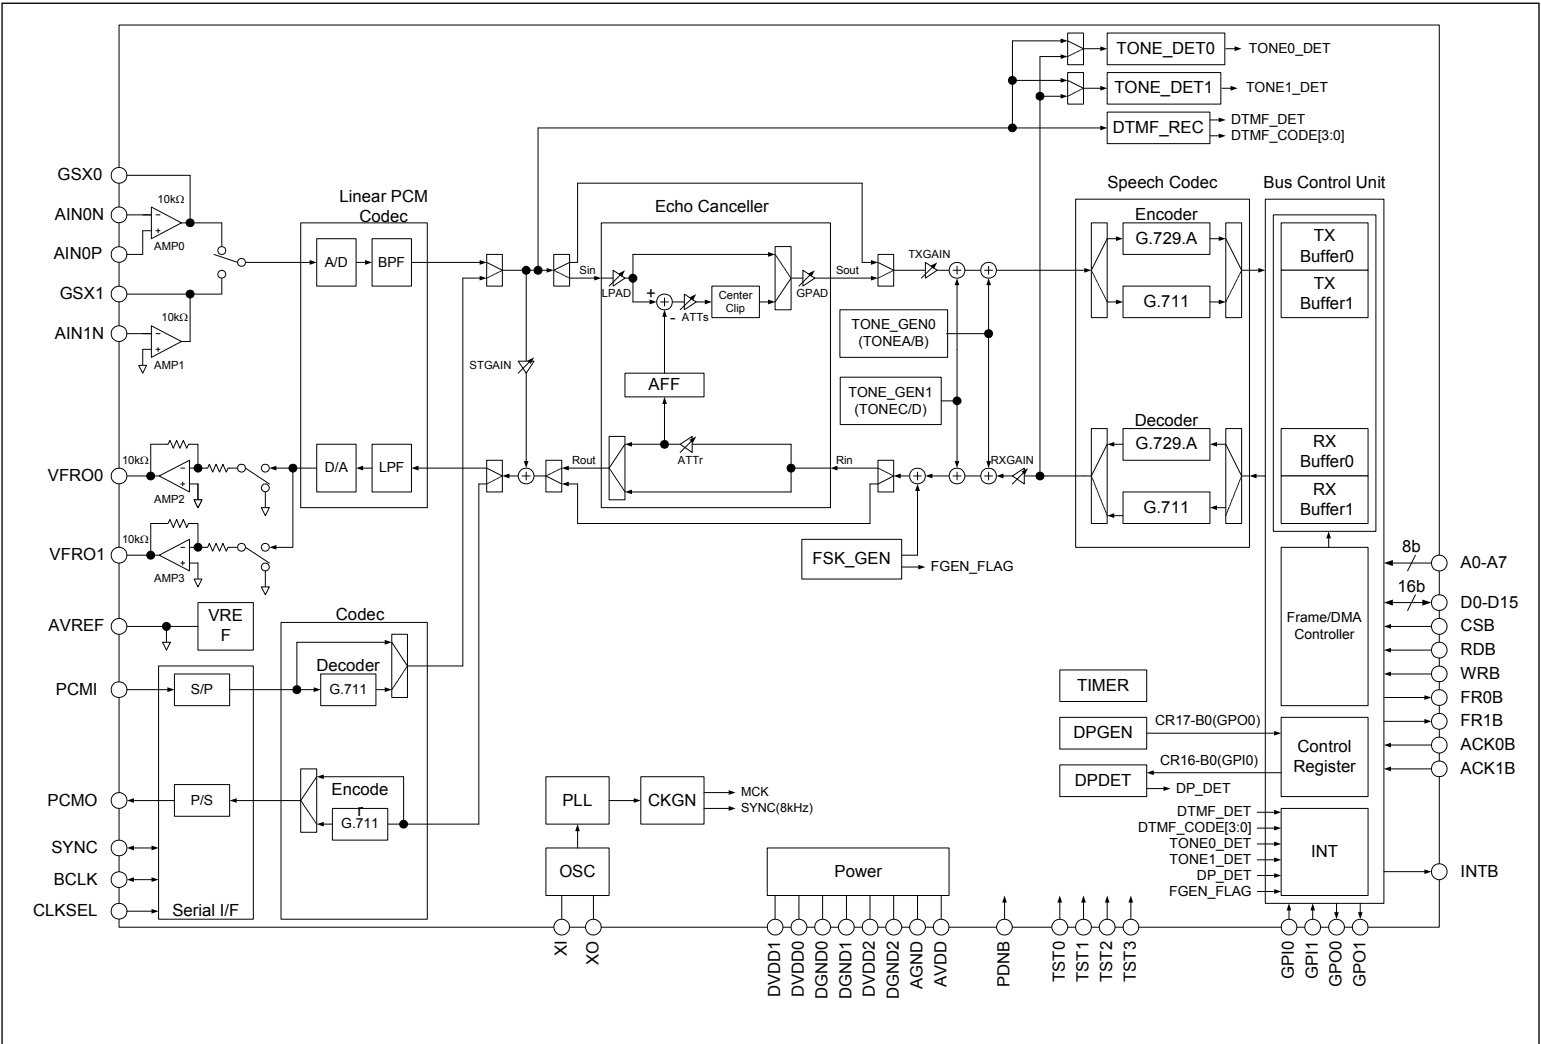 TONE_DET0
TONE0_DET
TONE_DET1
TONE1_DET
DTMF_REC
DTMF_DET
DTMF_CODE[3:0]
GSX0
AIN0N
AIN0P
GSX1
AIN1N
10kΩ
AMP0
10kΩ
AMP1
Linear PCM
Codec
A/D
BPF
STGAIN
Echo Canceller
Sin
LPAD
+
-
ATTs
Center
Clip
GPAD
Sout
AFF
TXGAIN
TONE_GEN0
(TONEA/B)
TONE_GEN1
(TONEC/D)
Speech Codec
Encoder
G.729.A
G.711
Bus Control Unit
TX
Buffer0
TX
Buffer1
VFRO0
10kΩ
AMP2
VFRO1
10kΩ
AMP3
D/A
LPF
Rout
ATTr
Rin
RXGAIN
Decoder
G.729.A
G.711
RX
Buffer0
RX
Buffer1
FSK_GEN
FGEN_FLAG
AVREF
VRE
F
Codec
PCMI
S/P
Decoder
G.711
PCMO
P/S
Encode
r
G.711
SYNC
BCLK
CLKSEL
Serial I/F
PLL
CKGN
MCK
SYNC(8kHz)
OSC
XI
XO
Power
DVDD1
DVDD0
DGND0
DGND1
DVDD2
DGND2
AGND
AVDD
PDNB
TST0
TST1
TST2
TST3
TIMER
DPGEN
CR17-B0(GPO0)
DPDET
CR16-B0(GPI0)
DP_DET
Frame/DMA
Controller
Control
Register
DTMF_DET
DTMF_CODE[3:0]
TONE0_DET
TONE1_DET
DP_DET
FGEN_FLAG
INT
8b
A0-A7
16b
D0-D15
CSB
RDB
WRB
FR0B
FR1B
ACK0B
ACK1B
INTB
GPI0
GPI1
GPO0
GPO1